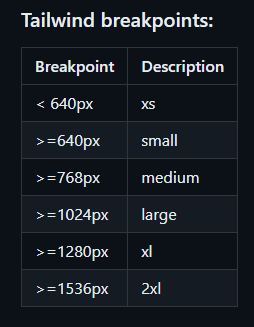 Tailwind breakpoints:
Breakpoint Description
< 640px xs
>=640px small
>=768px medium
>=1024px large
>=1280px xl
>=1536px 2xl